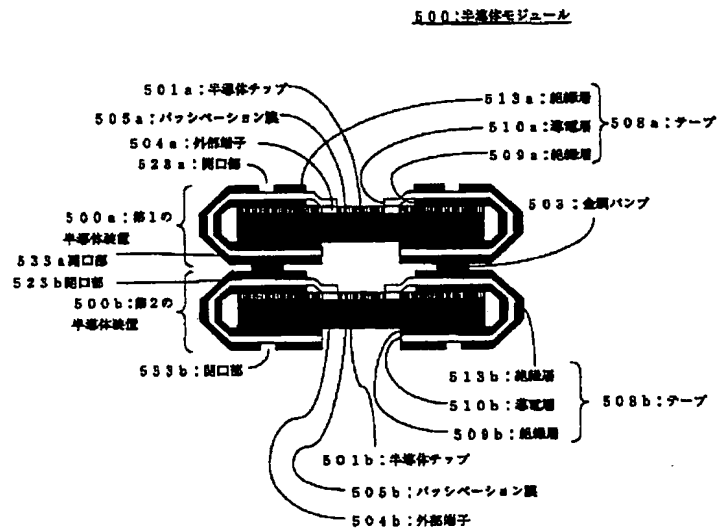 500:半導体モジュール
501a:半導体チップ
505a:パッシベーション膜
504a:外部端子
523a:開口部
500a:第1の
半導体装置
533a開口部
523b開口部
500b:第2の
半導体装置
533b:開口部
513a:絶縁層
510a:導電層
509a:絶縁層
508a:テープ
503:金属バンプ
513b:絶縁層
510b:導電層
509b:絶縁層
508b:テープ
501b:半導体チップ
505b:パッシベーション膜
504b:外部端子